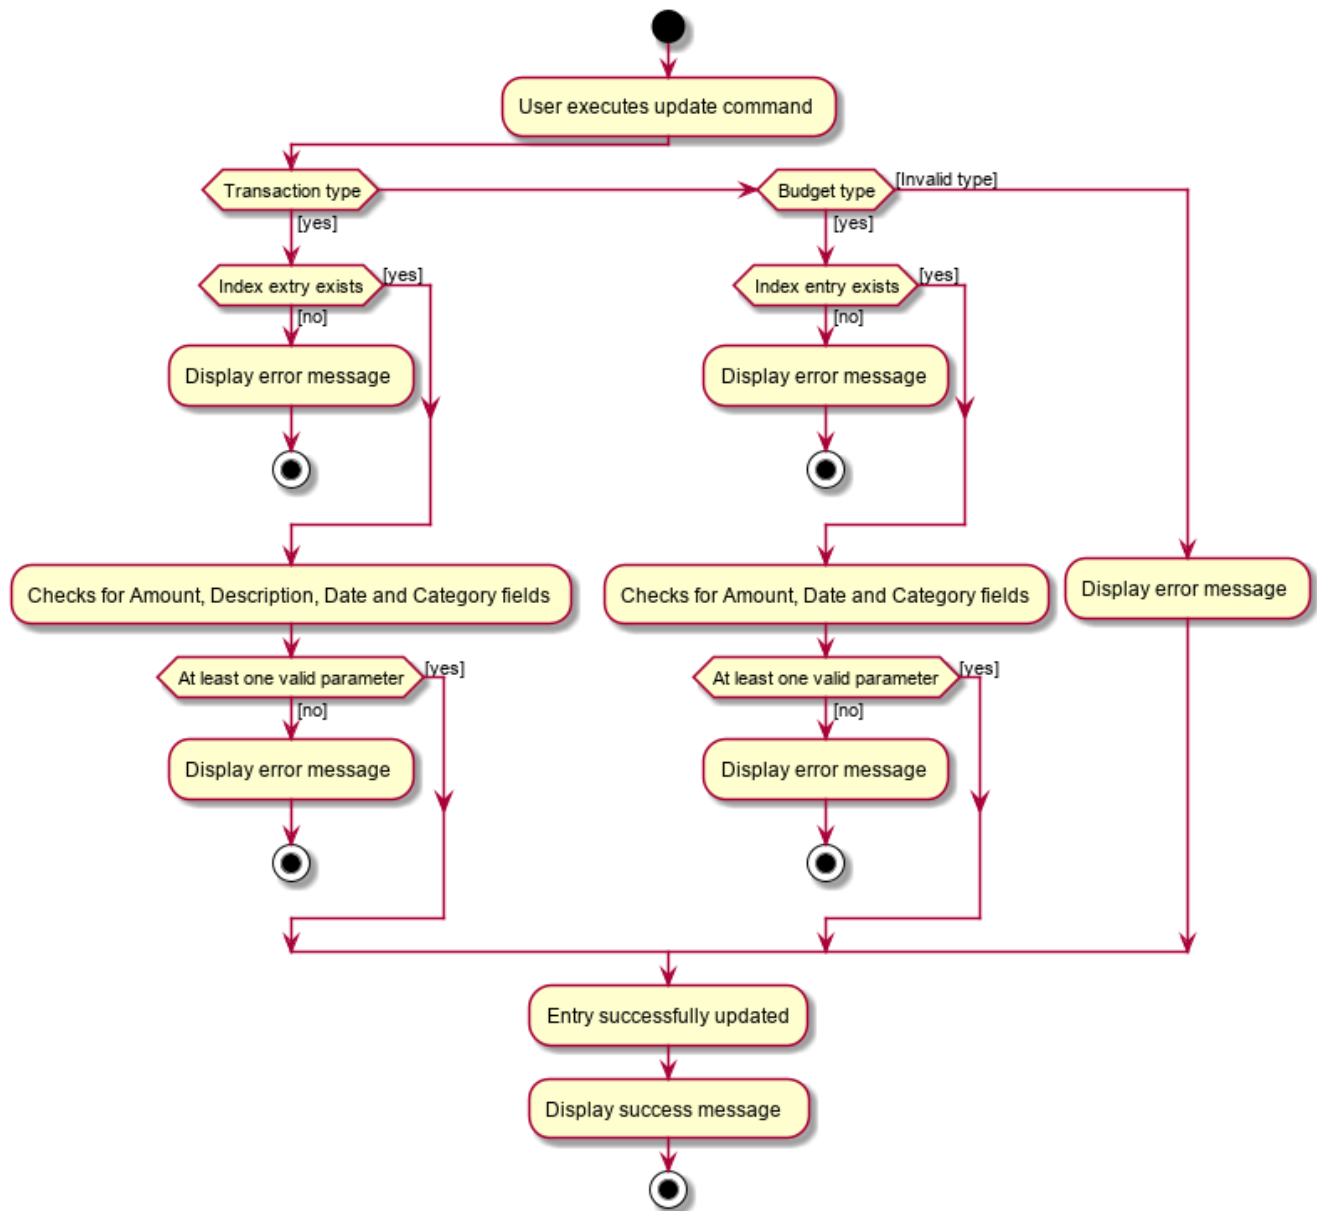 User executes update command
Transaction type
Budget type
[Invalid type]
[yes]
[yes]
Index extry exists
[yes]
Index entry exists
[yes]
[no]
[no]
Display error message
Display error message
Checks for Amount, Description, Date and Category fields
Checks for Amount, Date and Category fields
Display error message
At least one valid parameter
[yes]
At least one valid parameter
[yes]
[no]
[no]
Display error message
Display error message
Entry successfully updated
Display success message